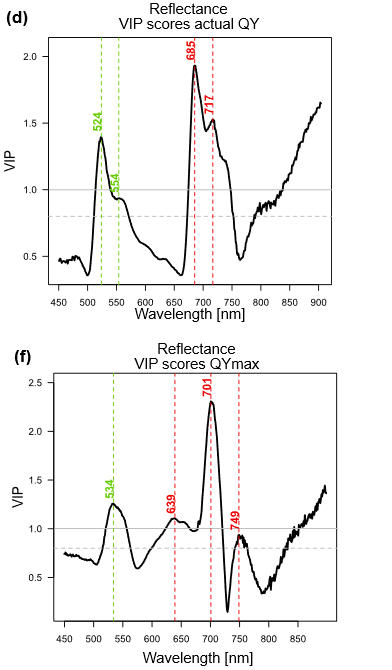 (d)
Reflectance
VIP scores actual QY
2.0
1.5
1.0
0.5
VIP
524
554
685
717
450 500 550 600 650 700 750 800 850 900
Wavelength [nm]
(f)
Reflectance
VIP scores QYmax
2.5
2.0
1.5
1.0
0.5
VIP
534
639
701
749
450 500 550 600 650 700 750 800 850
Wavelength [nm]